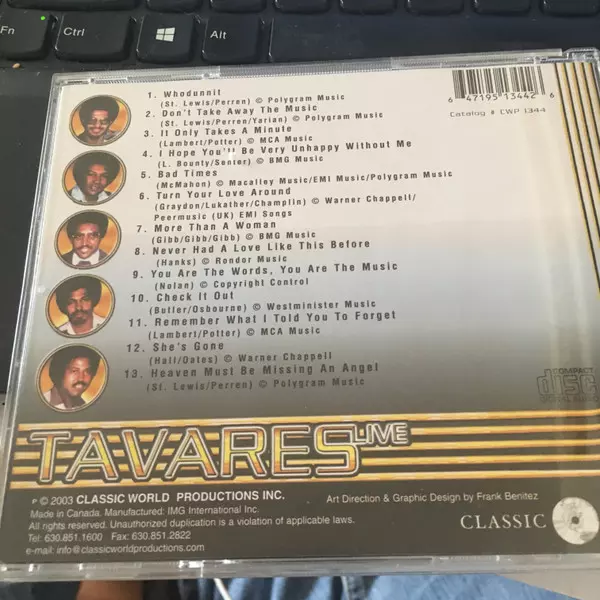 Fn
Ctrl
Alt
1. Whodunnit
(St. Lewis/Perren) © Polygram Music
2. Don't Take Away The Music
(St. Lewis/Perren/Yarian) © Polygram Music
3. It Only Takes A Minute
(Lambert/Potter) © MCA Music
4. I Hope You'll Be Very Unhappy Without Me
(L. Bounty/Seeler) © BMG Music
5. Bad Times
(McMahon) © Macalley Music/EMI Music/Polygram Music
6. Turn Your Love Around
(Graydon/Lukather/Champlin) © Warner Chappell/
Peermusic (UK) EMI Songs
7. More Than A Woman
(Gibb/Gibb/Gibb) © BMG Music
8. Never Had A Love Like This Before
(Hanks) © Rondor Music
9. You Are The Words, You Are The Music
(Nolan) © Copyright Control
10. Check It Out
(Butler/Osbourne) © Westminister Music
11. Remember What I Told You To Forget
(Lambert/Potter) © MCA Music
12. She's Gone
(Hall/Oates) © Warner Chappell
13. Heaven Must Be Missing An Angel
(St. Lewis/Perren) © Polygram Music
6 47195 13442 6
Catalog # CWP 1344
COMPACT
disc
DIGITAL AUDIO
TAVARES LIVE
℗ © 2003 CLASSIC WORLD PRODUCTIONS INC.
Made in Canada. Manufactured: IMG International Inc.
All rights reserved. Unauthorized duplication is a violation of applicable laws.
Tel: 630.851.1600 Fax: 630.851.2822
e-mail: info@classicworldproductions.com
Art Direction & Graphic Design by Frank Benitez
CLASSIC